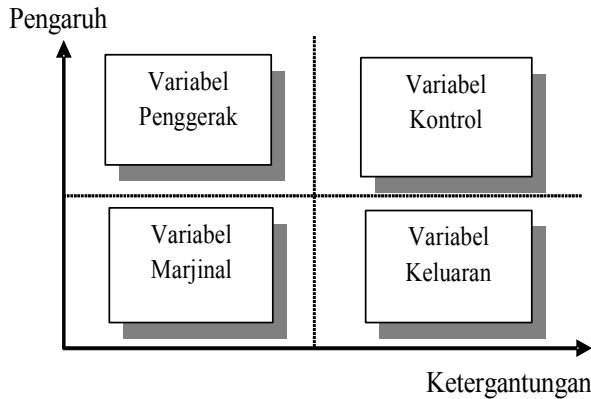 Pengaruh
Variabel
Penggerak
Variabel
Kontrol
Variabel
Marjinal
Variabel
Keluaran
Ketergantungan